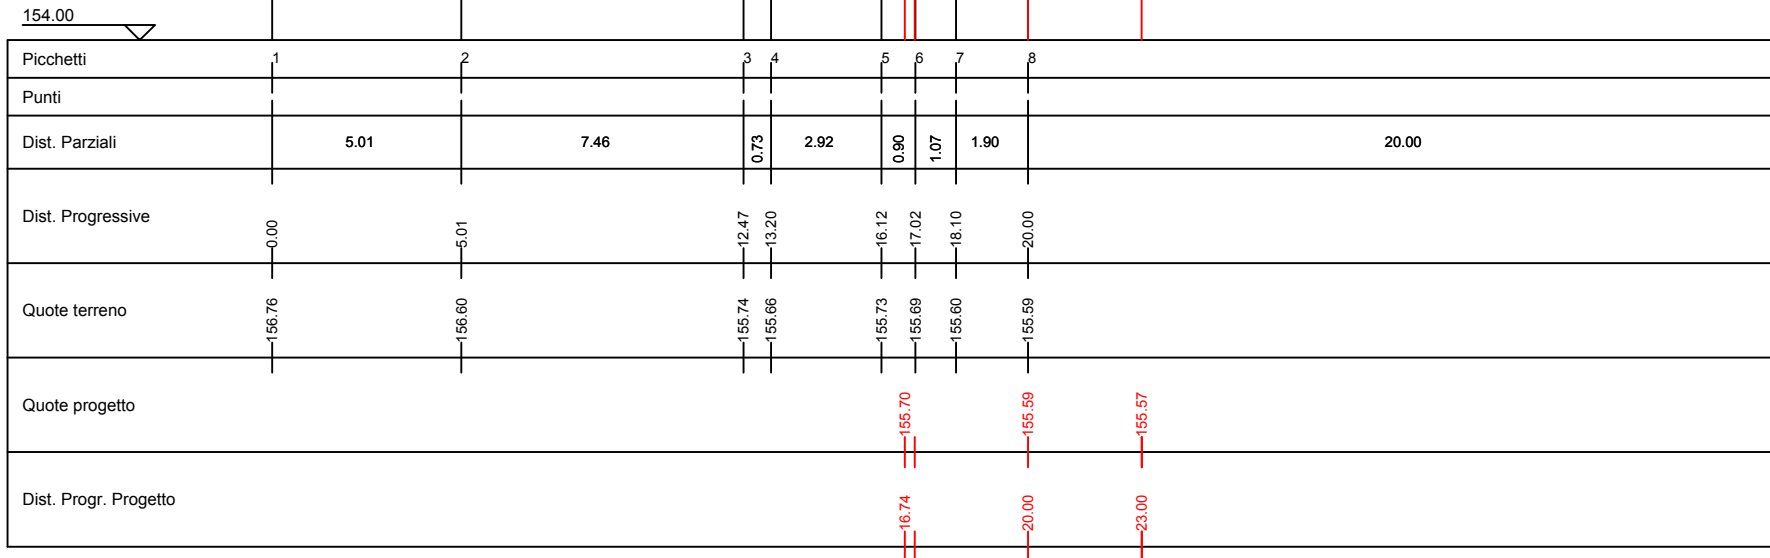 154.00
Picchetti 1 2 3 4 5 6 7 8
Punti
Dist. Parziali 5.01 7.46 0.73 2.92 0.90 1.07 1.90 20.00
Dist. Progressive 0.00 5.01 12.47 13.20 16.12 17.02 18.10 20.00
Quote terreno 156.76 156.60 155.74 155.66 155.73 155.69 155.60 155.59
Quote progetto 155.70 155.59 155.57
Dist. Progr. Progetto 16.74 20.00 23.00